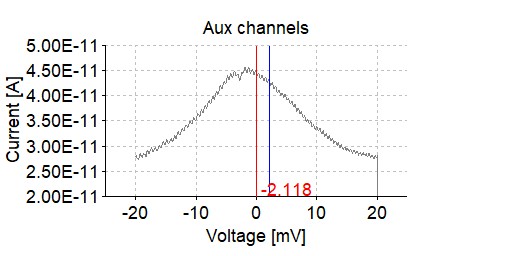 Aux channels
5.00E-11
4.50E-11
4.00E-11
3.50E-11
3.00E-11
2.50E-11
2.00E-11
Current [A]
-2.118
-20 -10 0 10 20
Voltage [mV]